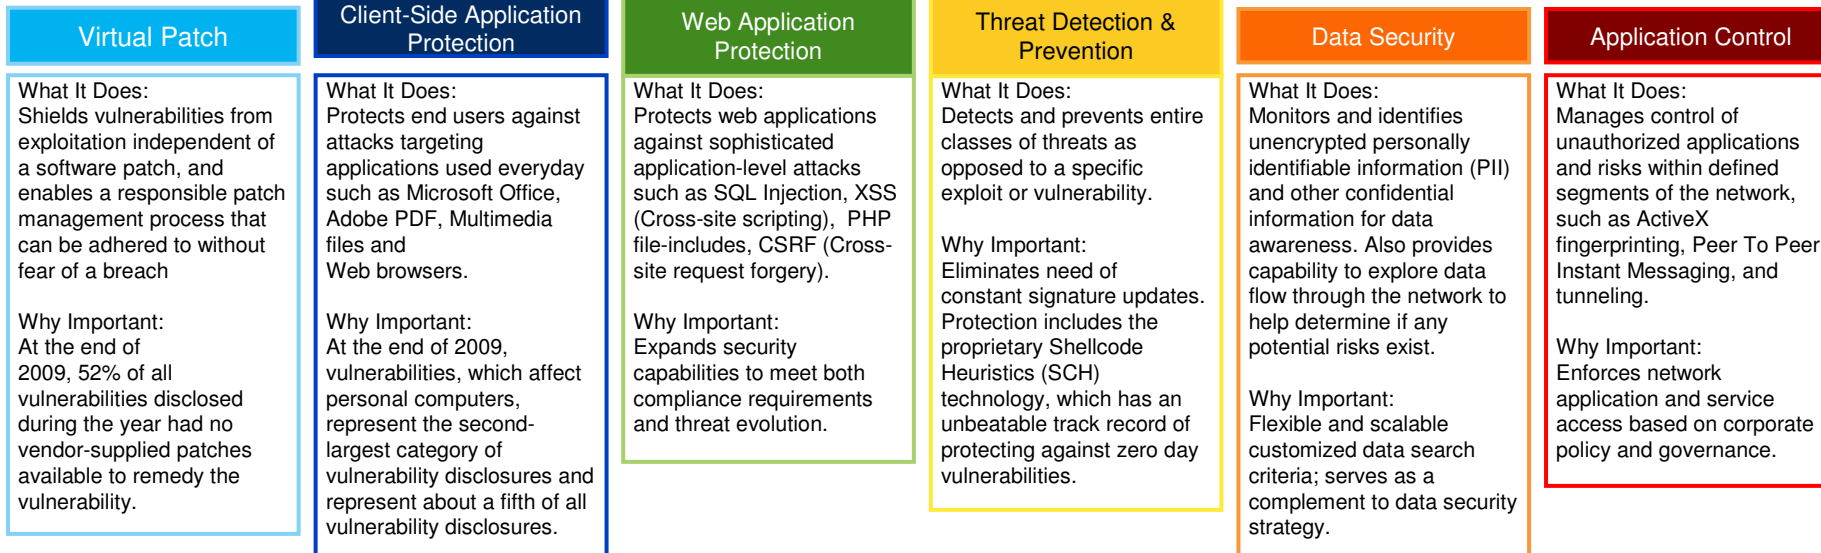 Virtual Patch
What It Does:
Shields vulnerabilities from
exploitation independent of
a software patch, and
enables a responsible patch
management process that
can be adhered to without
fear of a breach
Why Important:
At the end of
2009, 52% of all
vulnerabilities disclosed
during the year had no
vendor-supplied patches
available to remedy the
vulnerability.
Client-Side Application
Protection
What It Does:
Protects end users against
attacks targeting
applications used everyday
such as Microsoft Office,
Adobe PDF, Multimedia
files and
Web browsers.
Why Important:
At the end of 2009,
vulnerabilities, which affect
personal computers,
represent the second-
largest category of
vulnerability disclosures and
represent about a fifth of all
vulnerability disclosures.
Web Application
Protection
What It Does:
Protects web applications
against sophisticated
application-level attacks
such as SQL Injection, XSS
(Cross-site scripting),  PHP
file-includes, CSRF (Cross-
site request forgery).
Why Important:
Expands security
capabilities to meet both
compliance requirements
and threat evolution.
Threat Detection &
Prevention
What It Does:
Detects and prevents entire
classes of threats as
opposed to a specific
exploit or vulnerability.
Why Important:
Eliminates need of
constant signature updates.
Protection includes the
proprietary Shellcode
Heuristics (SCH)
technology, which has an
unbeatable track record of
protecting against zero day
vulnerabilities.
Data Security
What It Does:
Monitors and identifies
unencrypted personally
identifiable information (PII)
and other confidential
information for data
awareness. Also provides
capability to explore data
flow through the network to
help determine if any
potential risks exist.
Why Important:
Flexible and scalable
customized data search
criteria; serves as a
complement to data security
strategy.
Application Control
What It Does:
Manages control of
unauthorized applications
and risks within defined
segments of the network,
such as ActiveX
fingerprinting, Peer To Peer
Instant Messaging, and
tunneling.
Why Important:
Enforces network
application and service
access based on corporate
policy and governance.